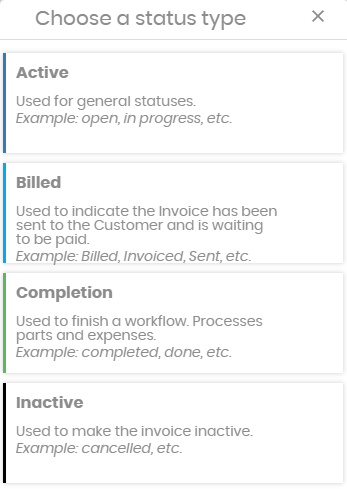 Choose a status type
Active
Used for general statuses.
Example: open, in progress, etc.
Billed
Used to indicate the Invoice has been
sent to the Customer and is waiting
to be paid.
Example: Billed, Invoiced, Sent, etc.
Completion
Used to finish a workflow. Processes
parts and expenses.
Example: completed, done, etc.
Inactive
Used to make the invoice inactive.
Example: cancelled, etc.